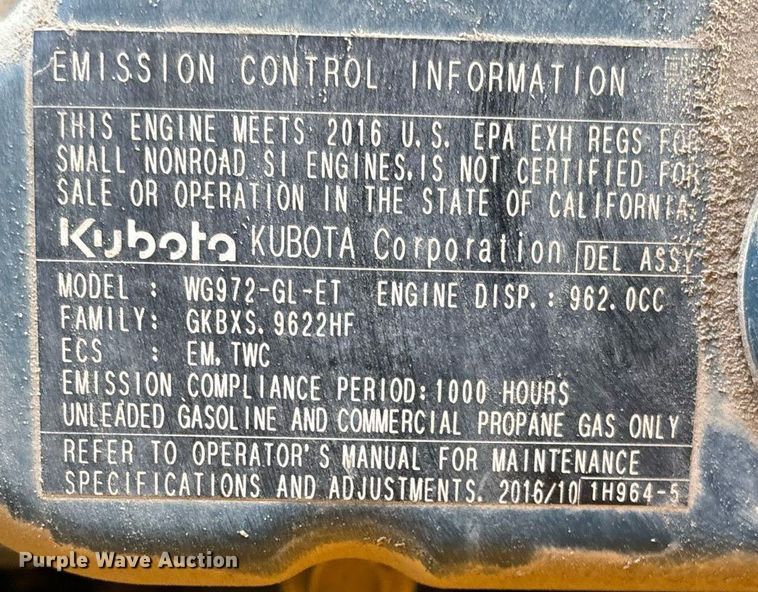 EMISSION CONTROL INFORMATION
THIS ENGINE MEETS 2016 U.S. EPA EXH REGS FOR
SMALL NONROAD SI ENGINES, IS NOT CERTIFIED FOR
SALE OR OPERATION IN THE STATE OF CALIFORNIA.
Kubota KUBOTA Corporation DEL ASSY
MODEL : WG972-GL-ET ENGINE DISP.: 962.0CC
FAMILY: GKBXS.9622HF
ECS : EM, TWC
EMISSION COMPLIANCE PERIOD: 1000 HOURS
UNLEADED GASOLINE AND COMMERCIAL PROPANE GAS ONLY
REFER TO OPERATOR'S MANUAL FOR MAINTENANCE
SPECIFICATIONS AND ADJUSTMENTS. 2016/10 1H964-5
Purple Wave Auction